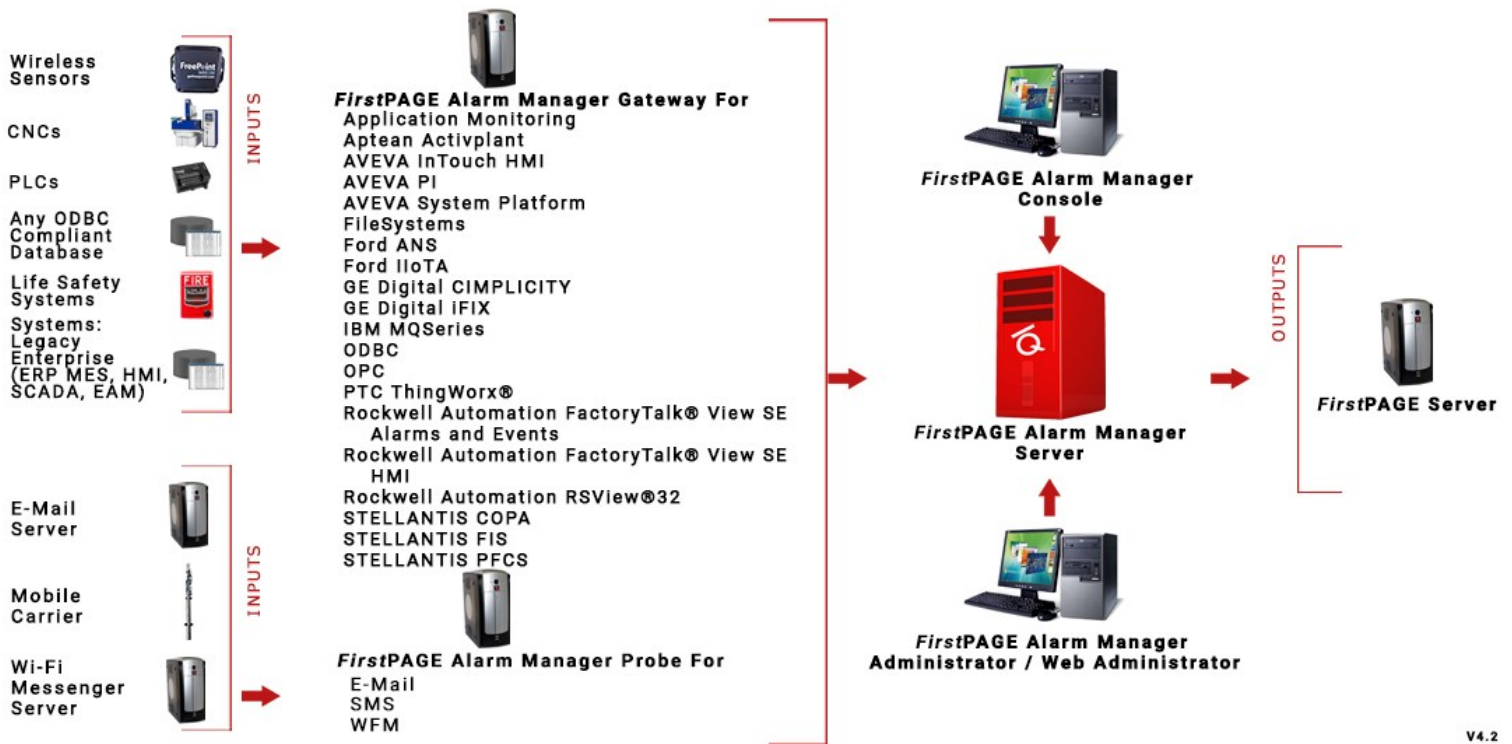 Wireless
Sensors
FreePoint
CNCs
PLCs
Any ODBC
Compliant
Database
Life Safety
Systems
FIRE
Systems:
Legacy
Enterprise
(ERP MES, HMI,
SCADA, EAM)
INPUTS
E-Mail
Server
Mobile
Carrier
Wi-Fi
Messenger
Server
INPUTS
FirstPAGE Alarm Manager Gateway For
Application Monitoring
Aptean Activplant
AVEVA InTouch HMI
AVEVA PI
AVEVA System Platform
FileSystems
Ford ANS
Ford IIoTA
GE Digital CIMPLICITY
GE Digital iFIX
IBM MQSeries
ODBC
OPC
PTC ThingWorx®
Rockwell Automation FactoryTalk® View SE
Alarms and Events
Rockwell Automation FactoryTalk® View SE
HMI
Rockwell Automation RSView®32
STELLANTIS COPA
STELLANTIS FIS
STELLANTIS PFCS
FirstPAGE Alarm Manager Probe For
E-Mail
SMS
WFM
FirstPAGE Alarm Manager
Console
FirstPAGE Alarm Manager
Server
FirstPAGE Alarm Manager
Administrator / Web Administrator
OUTPUTS
FirstPAGE Server
V4.2